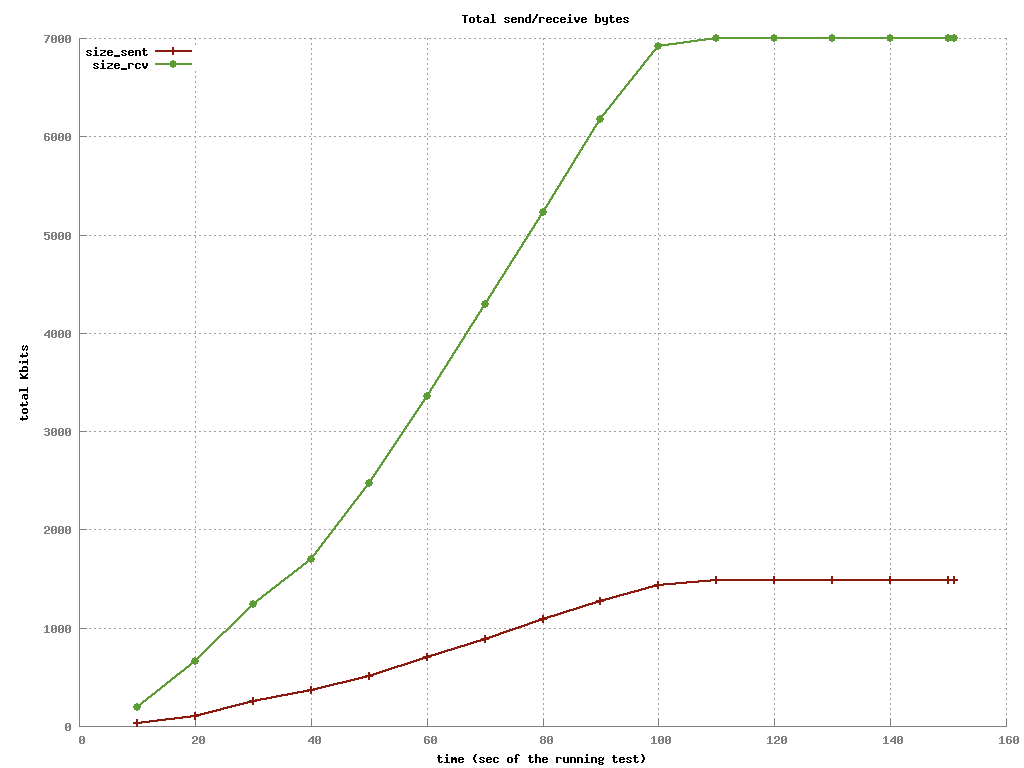 Total send/receive bytes
size_sent
size_rcv
7000
6000
5000
4000
3000
2000
1000
0
total Kbits
0 20 40 60 80 100 120 140 160
time (sec of the running test)